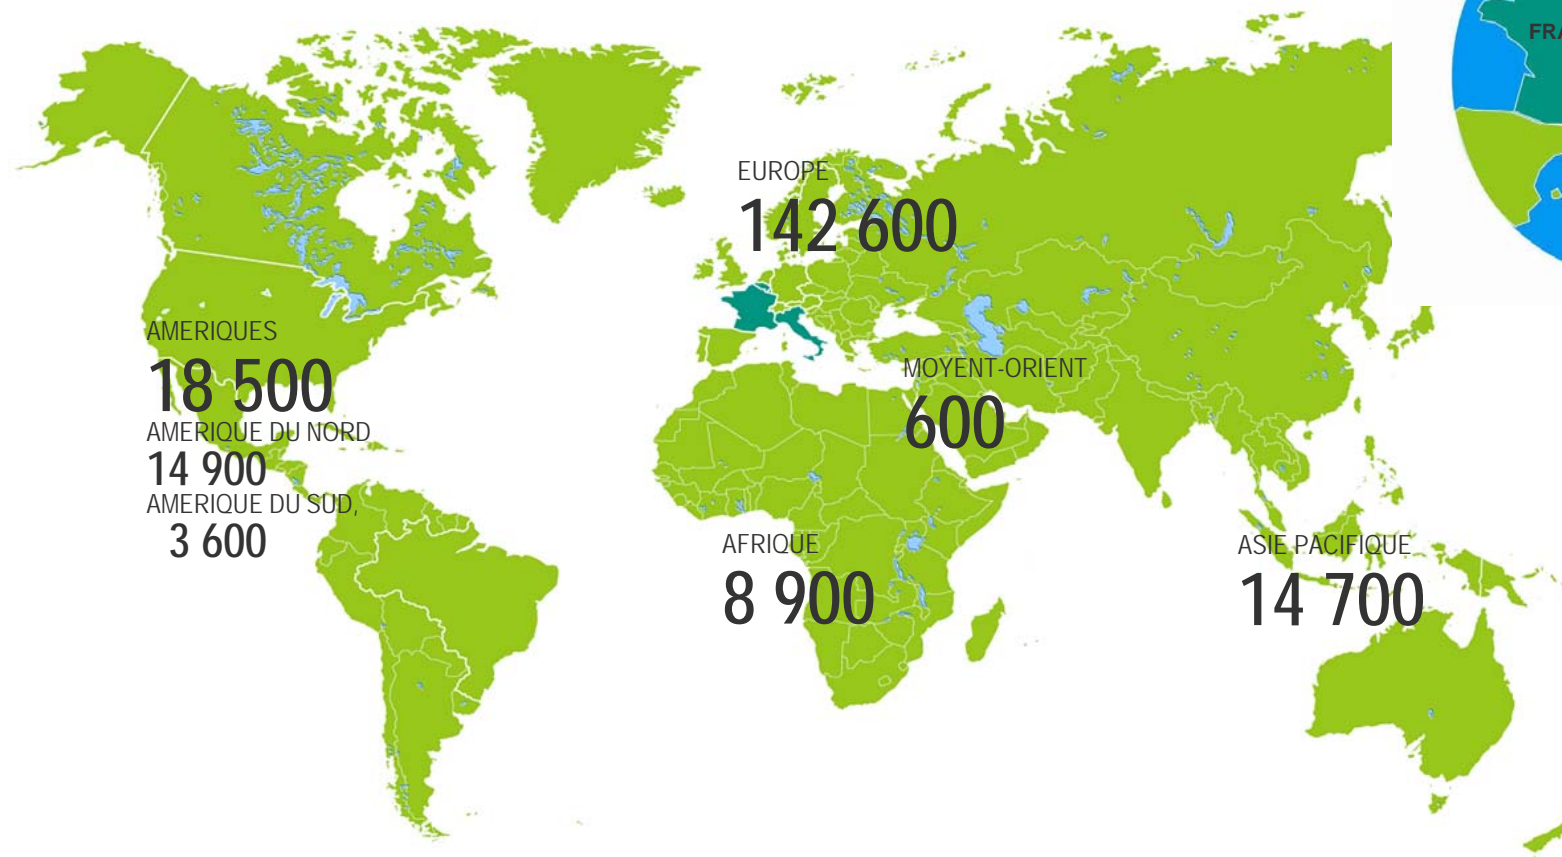 EUROPE
142 600
AMERIQUES
18 500
AMERIQUE DU NORD
14 900
AMERIQUE DU SUD,
3 600
MOYENT-ORIENT
600
AFRIQUE
8 900
ASIE PACIFIQUE
14 700